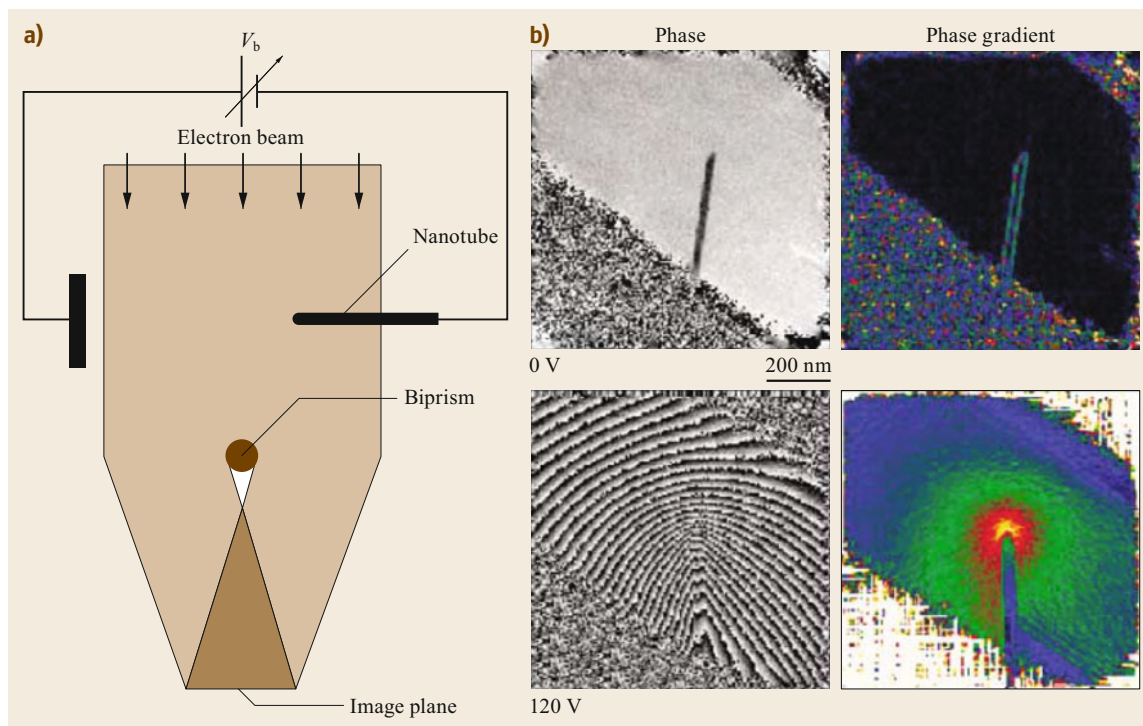 a)
V_b
Electron beam
Nanotube
Biprism
Image plane
b)
Phase
Phase gradient
0 V
200 nm
120 V